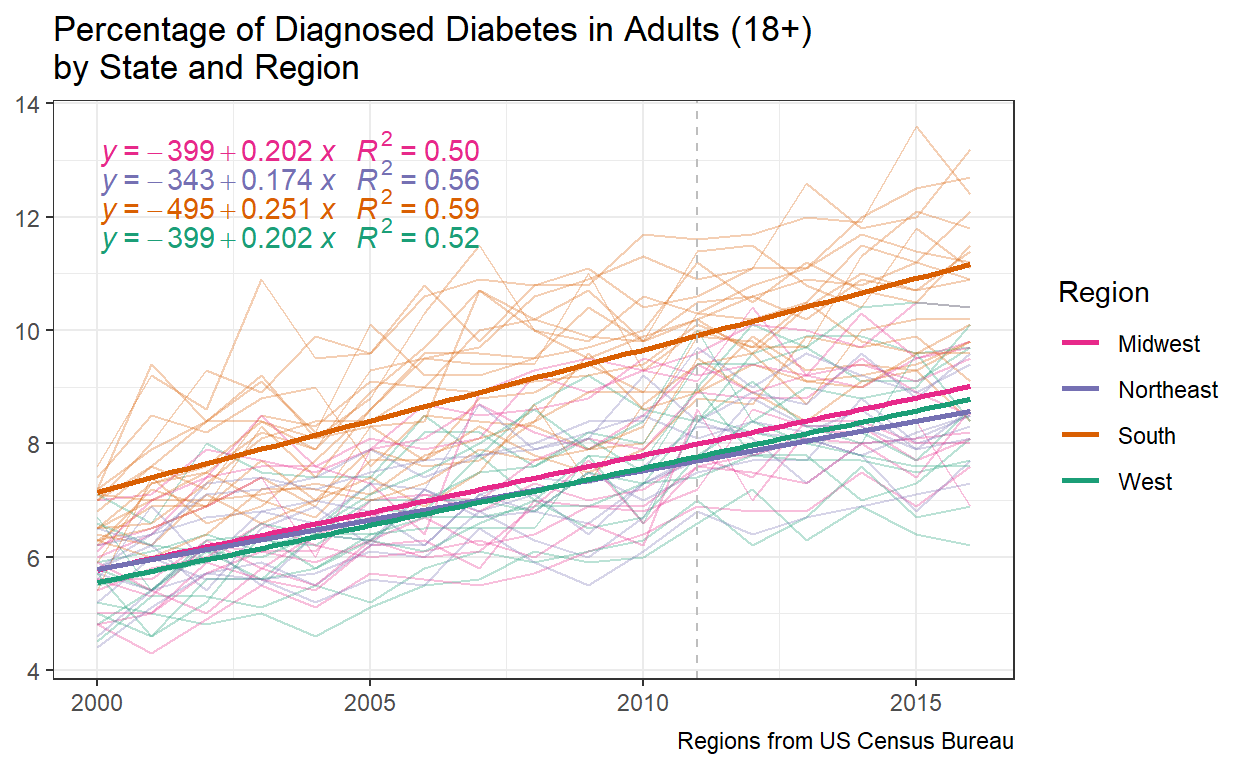 Percentage of Diagnosed Diabetes in Adults (18+)
by State and Region
14
12
10
8
6
4
y = −399 + 0.202 x R² = 0.50
y = −343 + 0.174 x R² = 0.56
y = −495 + 0.251 x R² = 0.59
y = −399 + 0.202 x R² = 0.52
2000 2005 2010 2015
Region
Midwest
Northeast
South
West
Regions from US Census Bureau